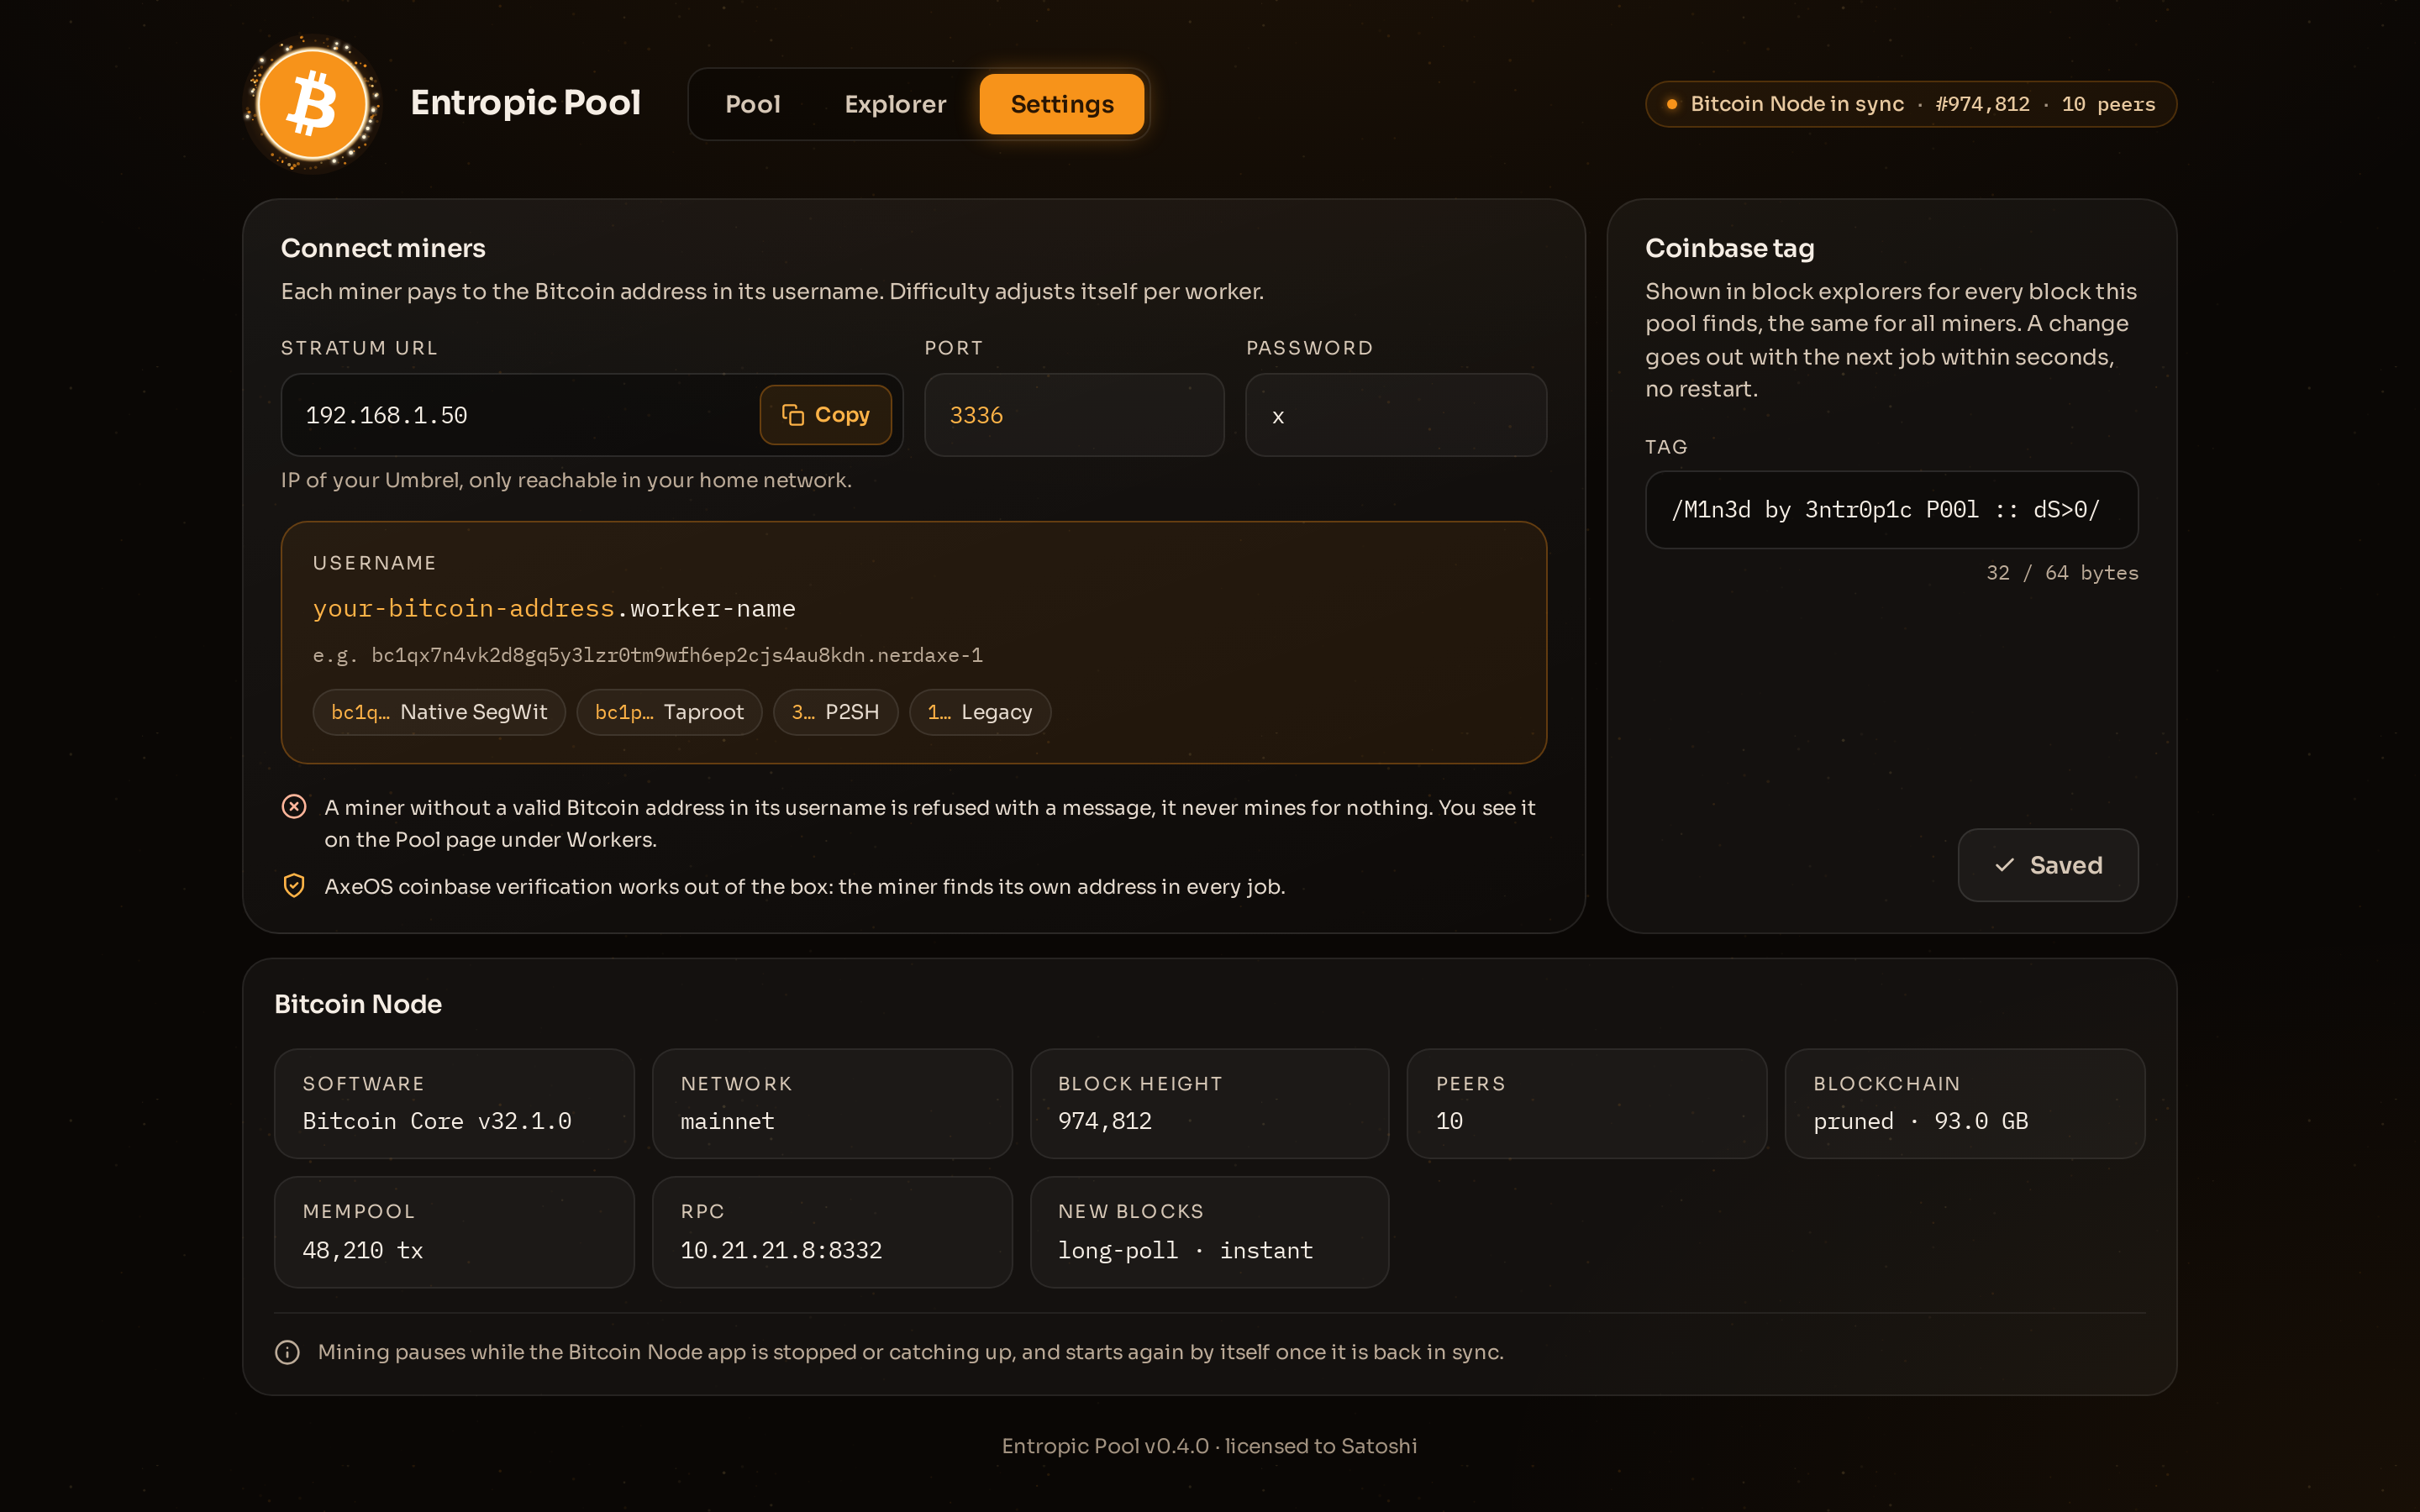 Entropic Pool
Pool
Explorer
Settings
Bitcoin Node in sync · #974,812 · 10 peers
Connect miners
Each miner pays to the Bitcoin address in its username. Difficulty adjusts itself per worker.
STRATUM URL
PORT
PASSWORD
192.168.1.50
Copy
3336
x
IP of your Umbrel, only reachable in your home network.
USERNAME
your-bitcoin-address.worker-name
e.g. bc1qx7n4vk2d8gq5y3lzr0tm9wfh6ep2cjs4au8kdn.nerdaxe-1
bc1q… Native SegWit
bc1p… Taproot
3… P2SH
1… Legacy
A miner without a valid Bitcoin address in its username is refused with a message, it never mines for nothing. You see it
on the Pool page under Workers.
AxeOS coinbase verification works out of the box: the miner finds its own address in every job.
Coinbase tag
Shown in block explorers for every block this
pool finds, the same for all miners. A change
goes out with the next job within seconds,
no restart.
TAG
/M1n3d by 3ntr0p1c P00l :: dS>0/
32 / 64 bytes
Saved
Bitcoin Node
SOFTWARE
Bitcoin Core v32.1.0
NETWORK
mainnet
BLOCK HEIGHT
974,812
PEERS
10
BLOCKCHAIN
pruned · 93.0 GB
MEMPOOL
48,210 tx
RPC
10.21.21.8:8332
NEW BLOCKS
long-poll · instant
Mining pauses while the Bitcoin Node app is stopped or catching up, and starts again by itself once it is back in sync.
Entropic Pool v0.4.0 · licensed to Satoshi